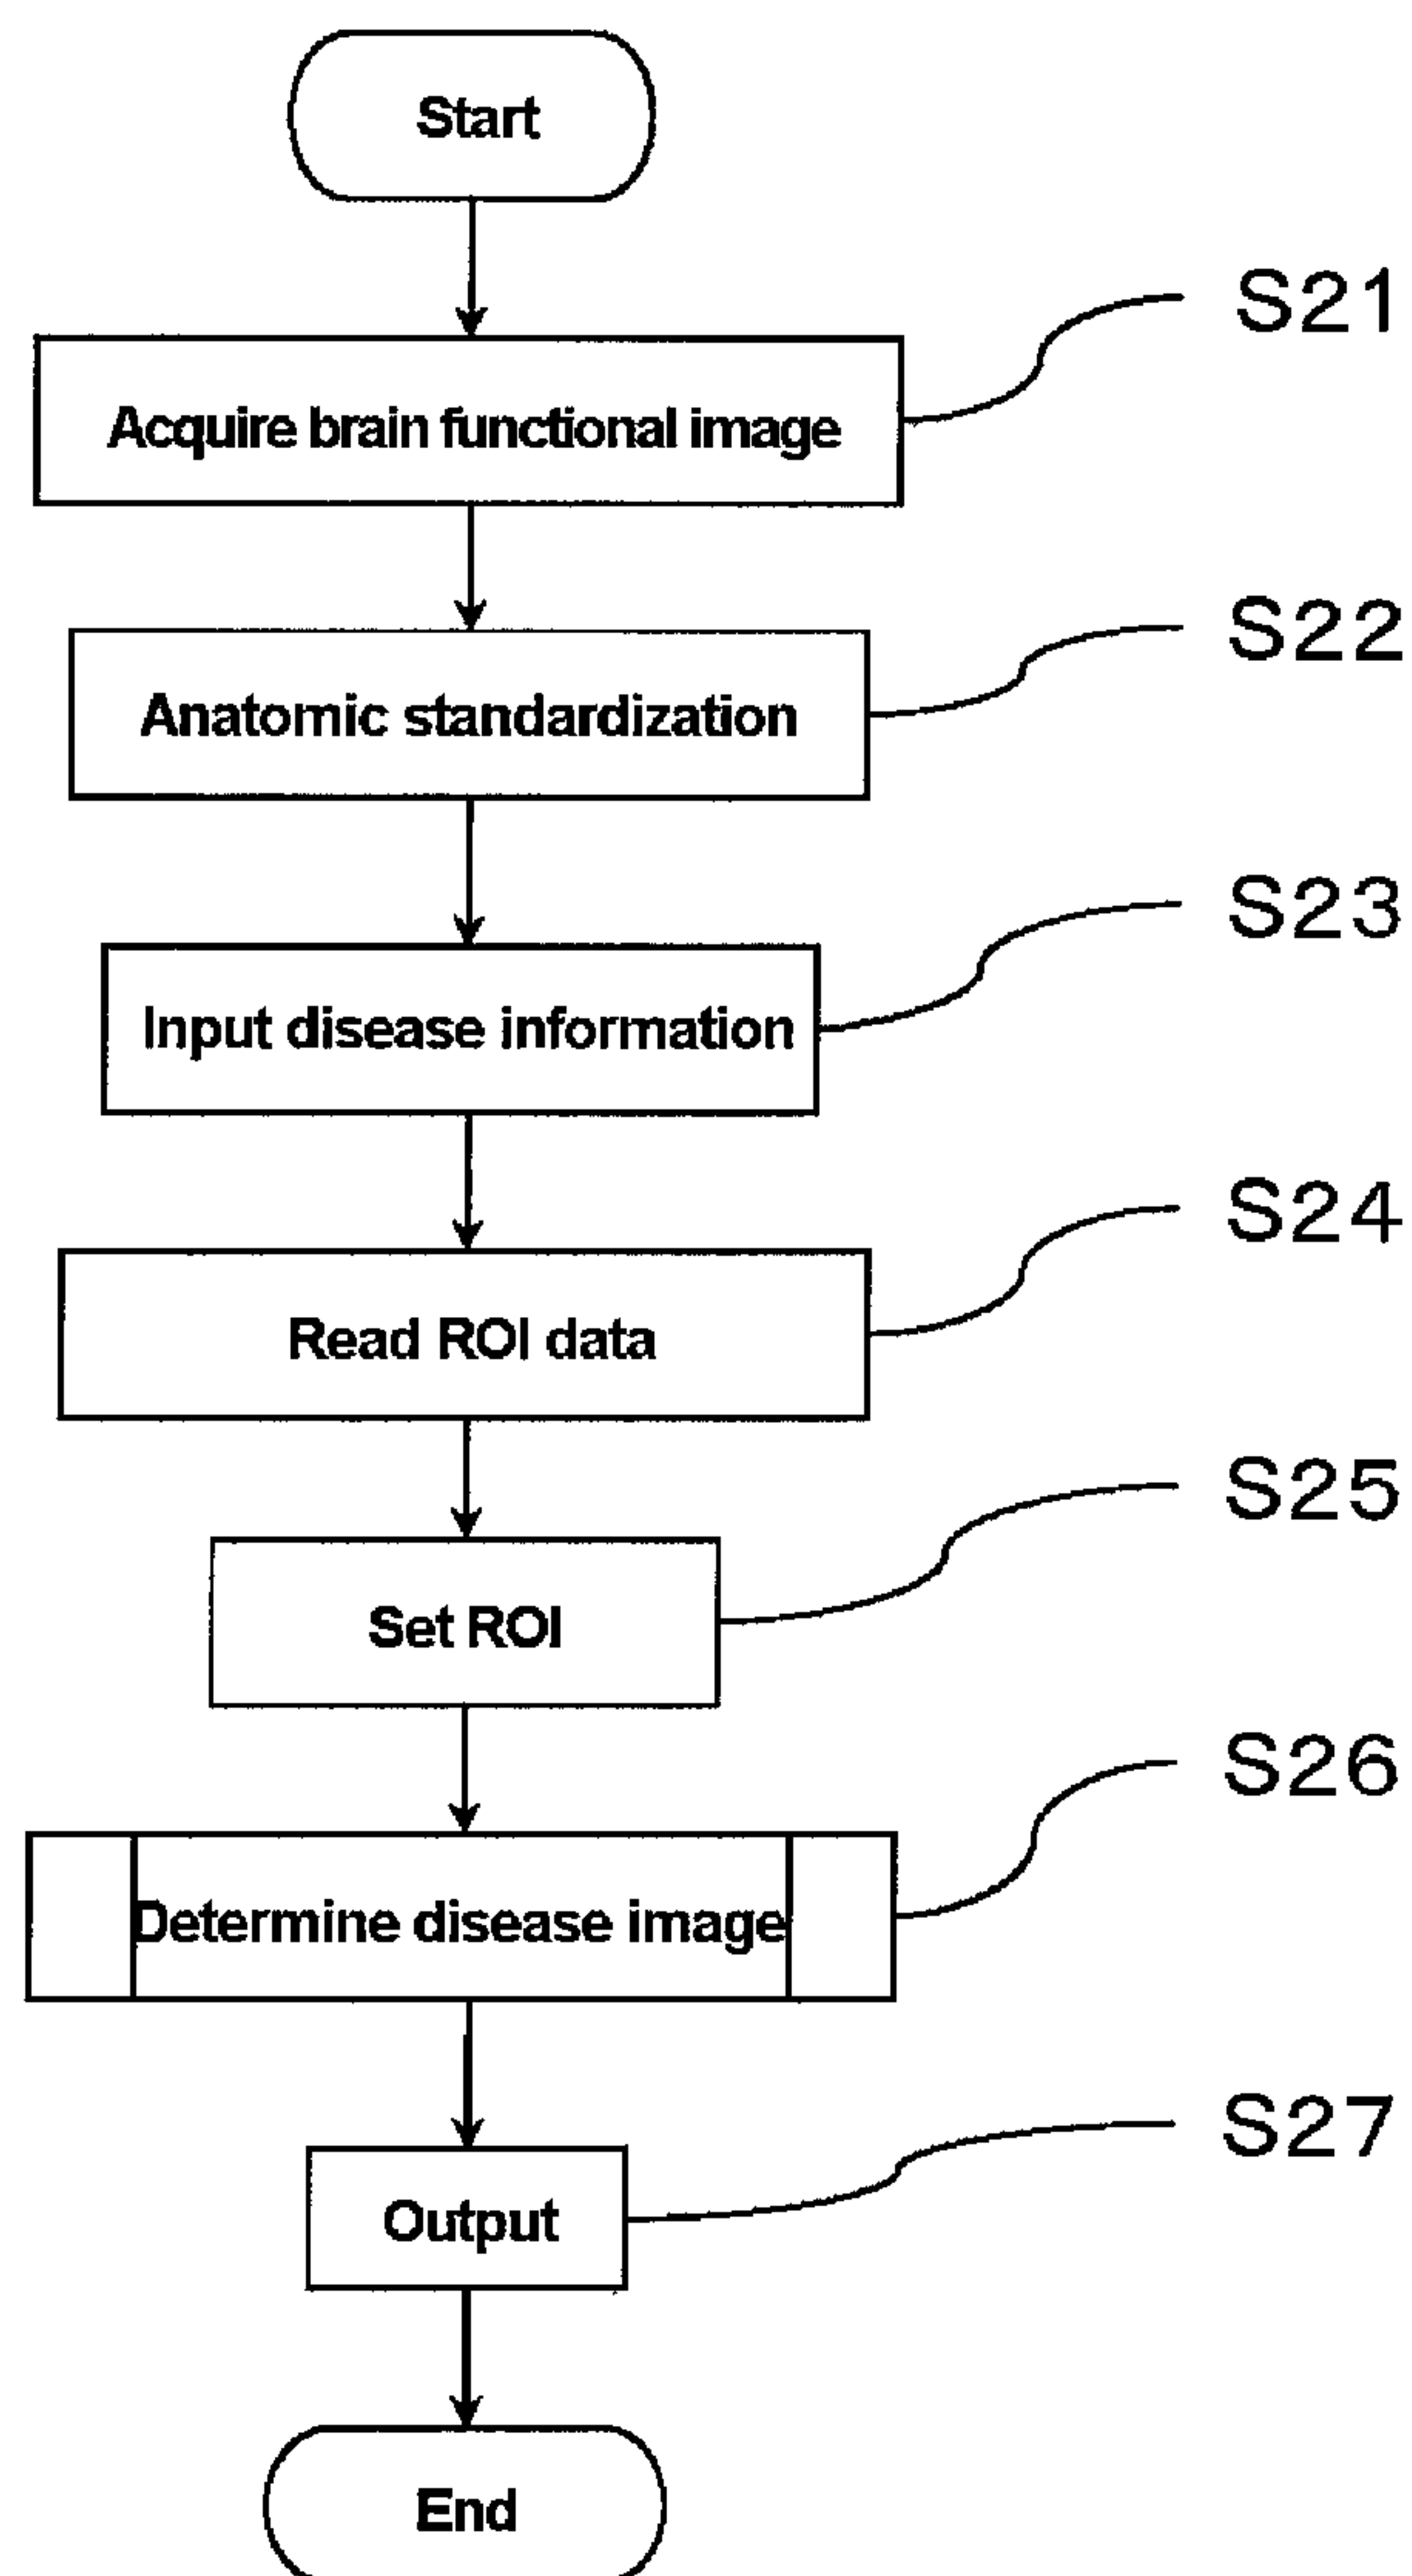 Start
S21
Acquire brain functional image
S22
Anatomic standardization
S23
Input disease information
S24
Read ROI data
S25
Set ROI
S26
Determine disease image
S27
Output
End